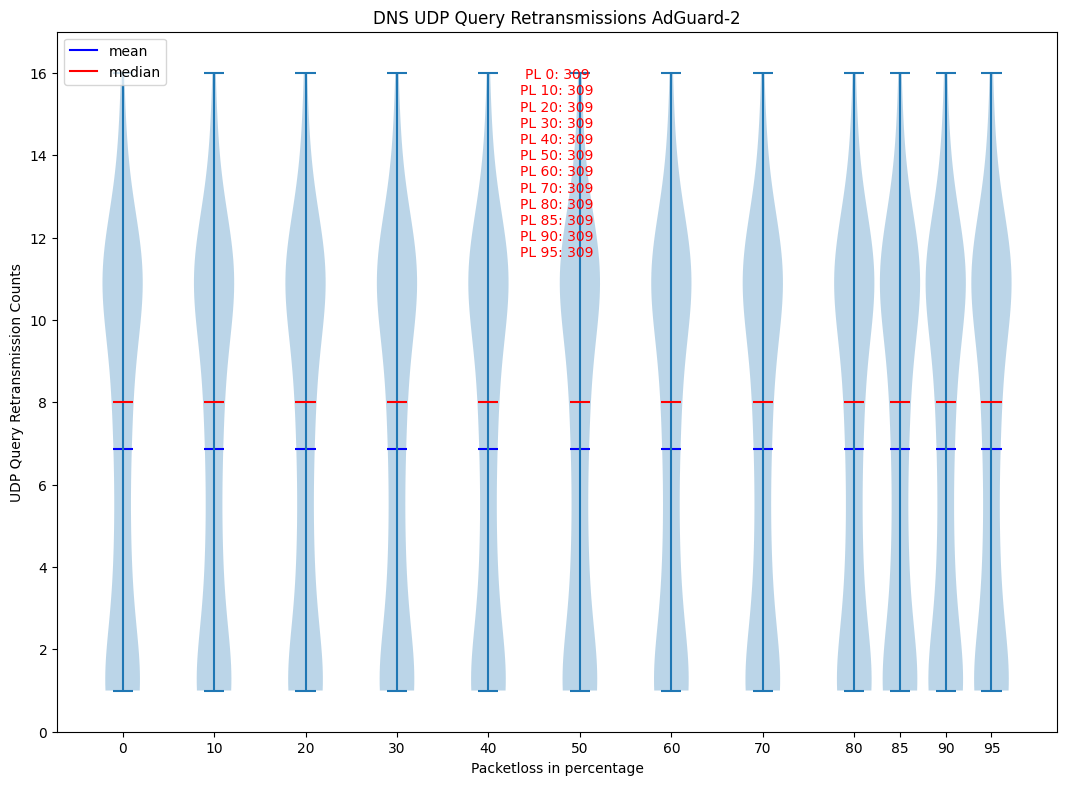 DNS UDP Query Retransmissions AdGuard-2
mean
median
PL 0: 309
PL 10: 309
PL 20: 309
PL 30: 309
PL 40: 309
PL 50: 309
PL 60: 309
PL 70: 309
PL 80: 309
PL 85: 309
PL 90: 309
PL 95: 309
UDP Query Retransmission Counts
16
14
12
10
8
6
4
2
0
0 10 20 30 40 50 60 70 80 85 90 95
Packetloss in percentage